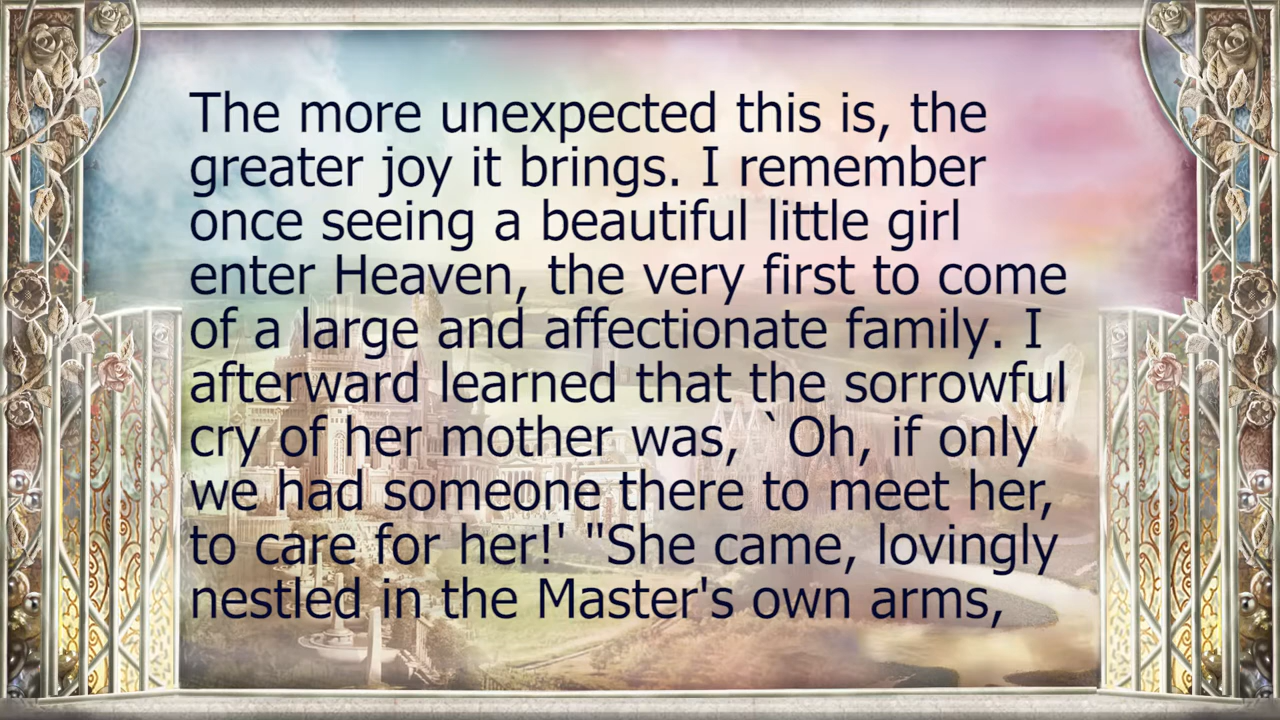 The more unexpected this is, the
greater joy it brings. I remember
once seeing a beautiful little girl
enter Heaven, the very first to come
of a large and affectionate family. I
afterward learned that the sorrowful
cry of her mother was, `Oh, if only
we had someone there to meet her,
to care for her!' "She came, lovingly
nestled in the Master's own arms,